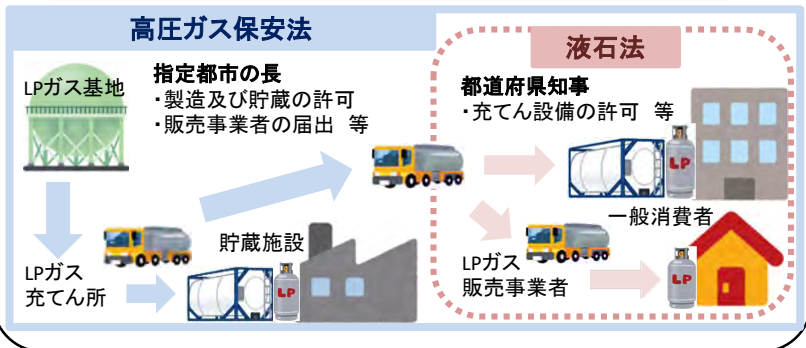 高圧ガス保安法
液石法
LPガス基地
指定都市の長
・製造及び貯蔵の許可
・販売事業者の届出 等
都道府県知事
・充てん設備の許可 等
LP
一般消費者
貯蔵施設
LPガス
充てん所
LP
LPガス
販売事業者
LP